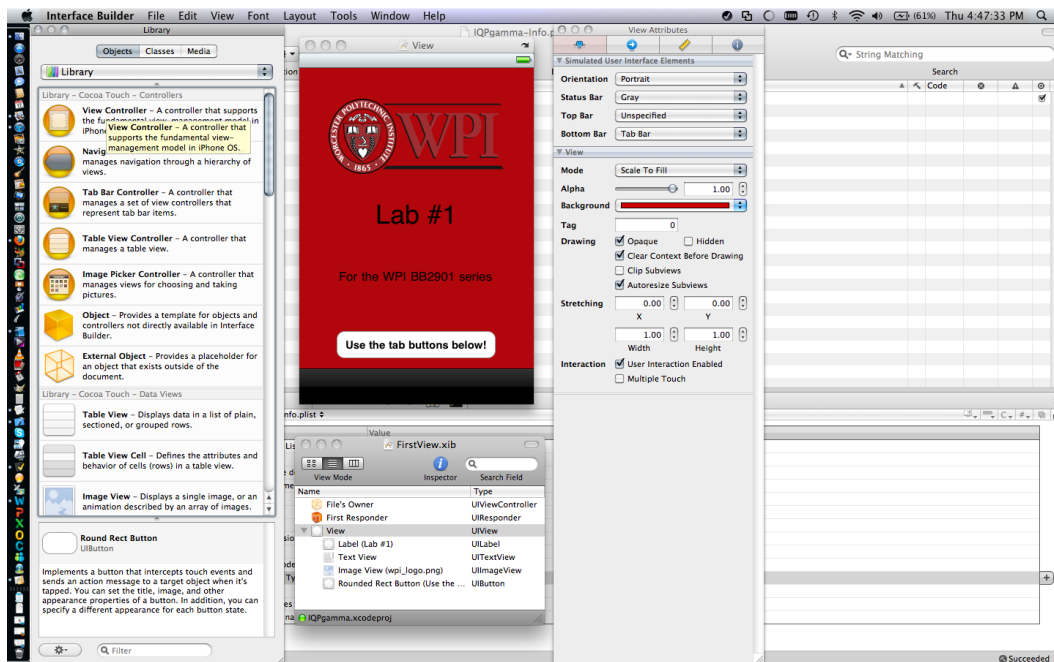 Interface Builder File Edit View Font Layout Tools Window Help
(61%) Thu 4:47:33 PM
Library
Objects Classes Media
Library
Library – Cocoa Touch – Controllers
View Controller – A controller that supports
the fundamental view-management model in
iPhone
View Controller – A controller that
supports the fundamental view-
management model in iPhone OS.
Navig
manages navigation through a hierarchy of
views.
Tab Bar Controller – A controller that
manages a set of view controllers that
represent tab bar items.
Table View Controller – A controller that
manages a table view.
Image Picker Controller – A controller that
manages views for choosing and taking
pictures.
Object – Provides a template for objects and
controllers not directly available in Interface
Builder.
External Object – Provides a placeholder for
an object that exists outside of the
document.
Library – Cocoa Touch – Data Views
Table View – Displays data in a list of plain,
sectioned, or grouped rows.
Table View Cell – Defines the attributes and
behavior of cells (rows) in a table view.
Image View – Displays a single image, or an
animation described by an array of images.
Round Rect Button
UIButton
Implements a button that intercepts touch events and
sends an action message to a target object when it's
tapped. You can set the title, image, and other
appearance properties of a button. In addition, you can
specify a different appearance for each button state.
Filter
View
WORCESTER POLYTECHNIC INSTITUTE
1865
WPI
Lab #1
For the WPI BB2901 series
Use the tab buttons below!
IQPgamma-Info.p
nfo.plist
Value
FirstView.xib
View Mode Inspector Search Field
Name Type
File's Owner UIViewController
First Responder UIResponder
View UIView
Label (Lab #1) UILabel
Text View UITextView
Image View (wpi_logo.png) UIImageView
Rounded Rect Button (Use the ... UIButton
IQPgamma.xcodeproj
View Attributes
Simulated User Interface Elements
Orientation Portrait
Status Bar Gray
Top Bar Unspecified
Bottom Bar Tab Bar
View
Mode Scale To Fill
Alpha 1.00
Background
Tag 0
Drawing Opaque Hidden
Clear Context Before Drawing
Clip Subviews
Autoresize Subviews
Stretching 0.00 0.00
X Y
1.00 1.00
Width Height
Interaction User Interaction Enabled
Multiple Touch
String Matching
Search
Code
C #
Succeeded